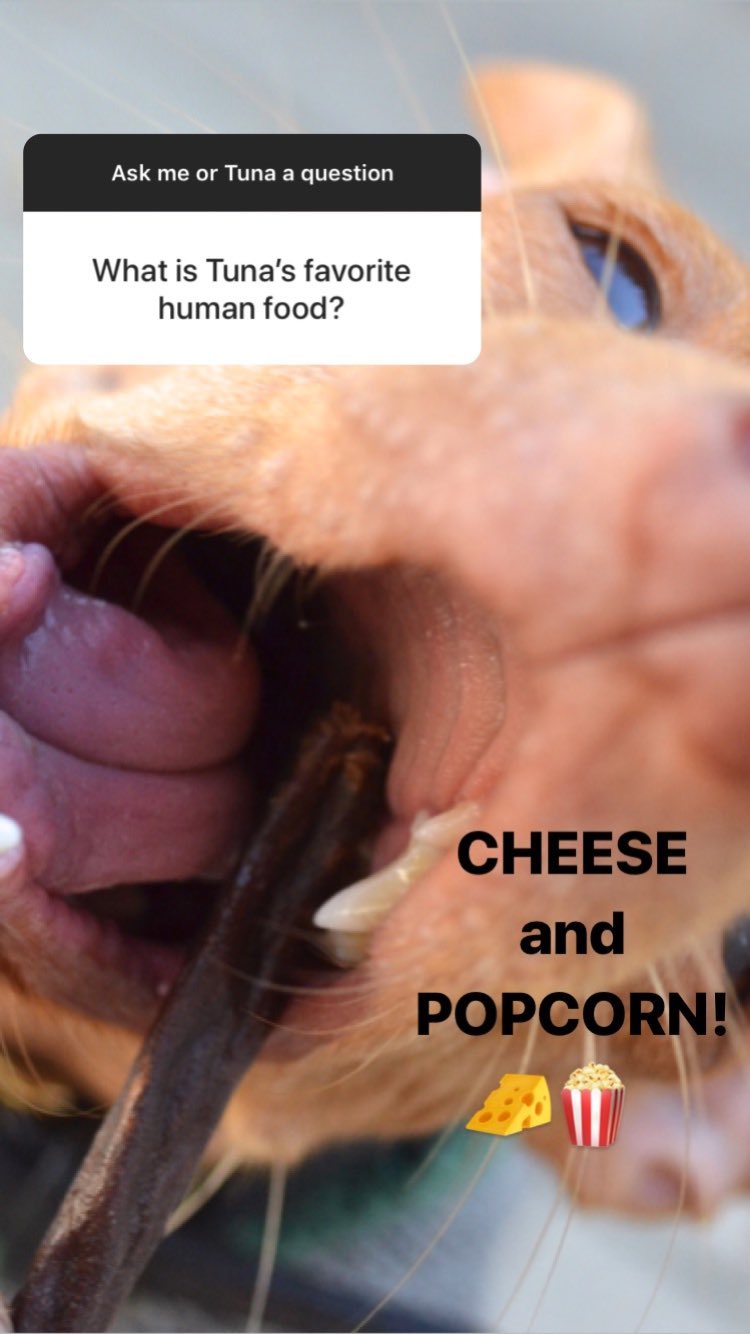 Ask me or Tuna a question
What is Tuna’s favorite
human food?
CHEESE
and
POPCORN!